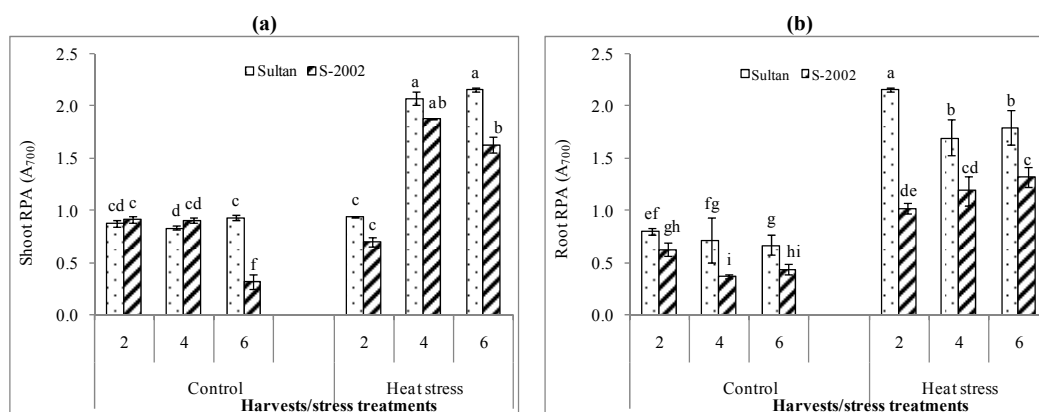 (a)
Shoot RPA (A700)
2.5
2.0
1.5
1.0
0.5
0.0
Sultan S-2002
cd c d cd c f c c a ab a b
2 4 6 2 4 6
Control Heat stress
Harvests/stress treatments
(b)
Root RPA (A700)
2.5
2.0
1.5
1.0
0.5
0.0
Sultan S-2002
ef gh fg i g hi a de b cd b c
2 4 6 2 4 6
Control Heat stress
Harvests/stress treatments